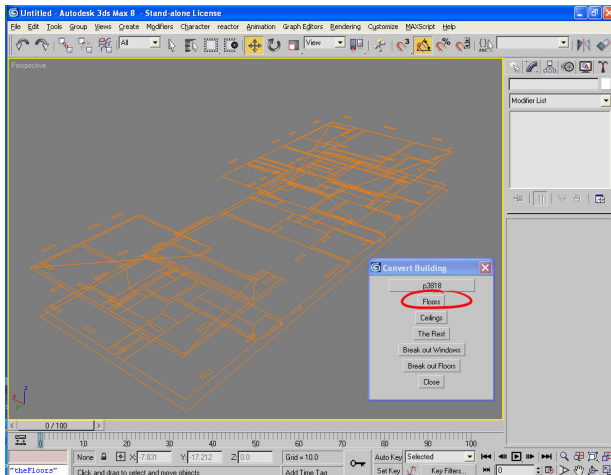 Untitled - Autodesk 3ds Max 8 - Stand-alone License
File Edit Tools Group Views Create Modifiers Character reactor Animation Graph Editors Rendering Customize MAXScript Help
All View
Perspective
Modifier List
Convert Building
p3818
Floors
Ceilings
The Rest
Break out Windows
Break out Floors
Close
z
0 / 100
0 10 20 30 40 50 60 70 80 90 100
None X: -7.831 Y: -17.212 Z: 0.0 Grid = 10.0 Auto Key Selected
"theFloors" Click and drag to select and move objects Add Time Tag Set Key Key Filters... 0